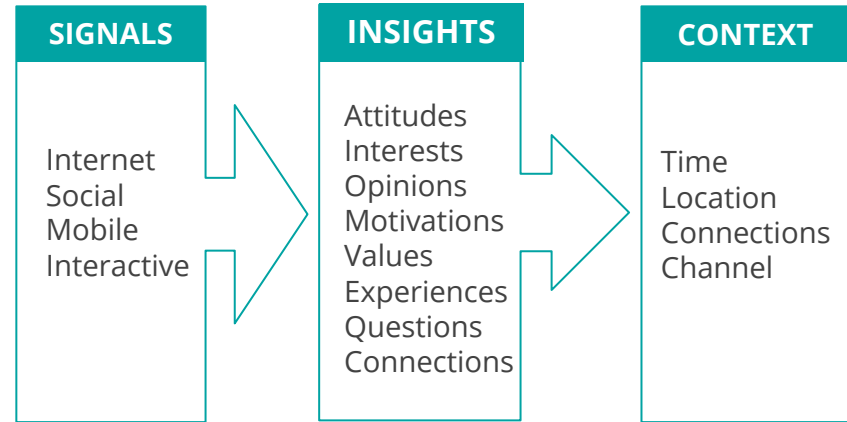 SIGNALS
Internet
Social
Mobile
Interactive
INSIGHTS
Attitudes
Interests
Opinions
Motivations
Values
Experiences
Questions
Connections
CONTEXT
Time
Location
Connections
Channel